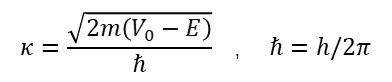 κ = √(2m(V₀ − E)) / ħ , ħ = h/2π